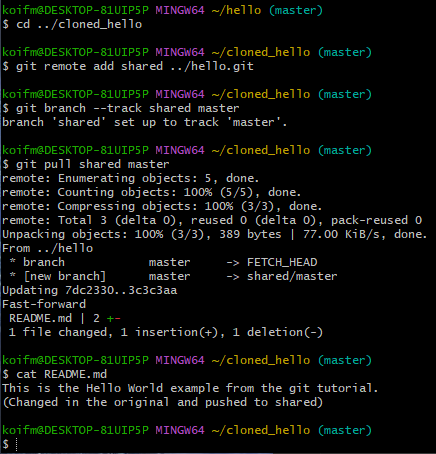 koifm@DESKTOP-81UIP5P MINGW64 ~/hello (master)
$ cd ../cloned_hello
koifm@DESKTOP-81UIP5P MINGW64 ~/cloned_hello (master)
$ git remote add shared ../hello.git
koifm@DESKTOP-81UIP5P MINGW64 ~/cloned_hello (master)
$ git branch --track shared master
branch 'shared' set up to track 'master'.
koifm@DESKTOP-81UIP5P MINGW64 ~/cloned_hello (master)
$ git pull shared master
remote: Enumerating objects: 5, done.
remote: Counting objects: 100% (5/5), done.
remote: Compressing objects: 100% (3/3), done.
remote: Total 3 (delta 0), reused 0 (delta 0), pack-reused 0
Unpacking objects: 100% (3/3), 389 bytes | 77.00 KiB/s, done.
From ../hello
 * branch            master     -> FETCH_HEAD
 * [new branch]      master     -> shared/master
Updating 7dc2330..3c3c3aa
Fast-forward
 README.md | 2 +-
 1 file changed, 1 insertion(+), 1 deletion(-)
koifm@DESKTOP-81UIP5P MINGW64 ~/cloned_hello (master)
$ cat README.md
This is the Hello World example from the git tutorial.
(Changed in the original and pushed to shared)
koifm@DESKTOP-81UIP5P MINGW64 ~/cloned_hello (master)
$